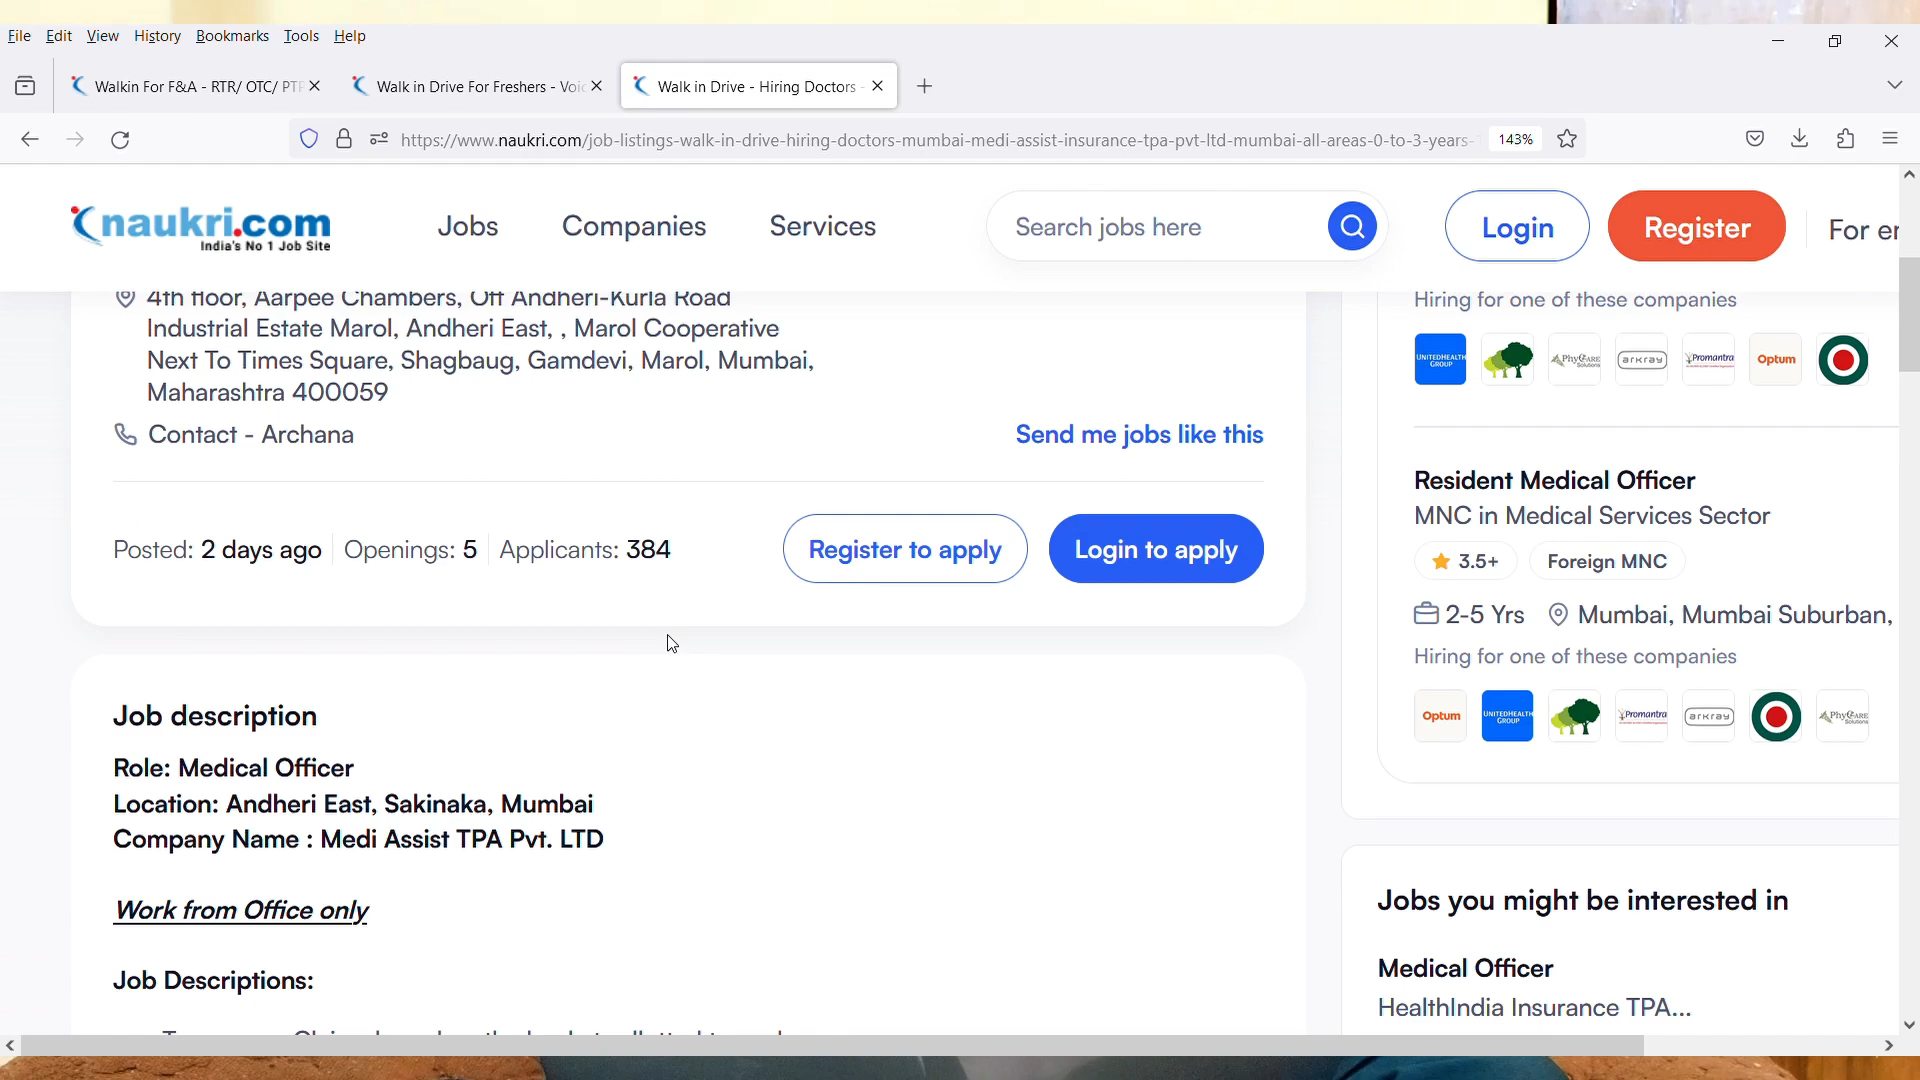 File Edit View History Bookmarks Tools Help
Walkin For F&A - RTR/ OTC/ PTP
Walk in Drive For Freshers - Voic
Walk in Drive - Hiring Doctors -
https://www.naukri.com/job-listings-walk-in-drive-hiring-doctors-mumbai-medi-assist-insurance-tpa-pvt-ltd-mumbai-all-areas-0-to-3-years-
143%
naukri.com
India's No 1 Job Site
Jobs
Companies
Services
Search jobs here
Login
Register
For er
4th floor, Aarpee Chambers, Off Andheri-Kurla Road
Industrial Estate Marol, Andheri East, , Marol Cooperative
Next To Times Square, Shagbaug, Gamdevi, Marol, Mumbai,
Maharashtra 400059
Contact - Archana
Send me jobs like this
Posted: 2 days ago
Openings: 5
Applicants: 384
Register to apply
Login to apply
Job description
Role: Medical Officer
Location: Andheri East, Sakinaka, Mumbai
Company Name : Medi Assist TPA Pvt. LTD
Work from Office only
Job Descriptions:
Hiring for one of these companies
UNITEDHEALTH GROUP
PhyCARE Solutions
arkray
Promantra
Optum
Resident Medical Officer
MNC in Medical Services Sector
3.5+
Foreign MNC
2-5 Yrs
Mumbai, Mumbai Suburban,
Hiring for one of these companies
Optum
UNITEDHEALTH GROUP
Promantra
arkray
PhyCARE Solutions
Jobs you might be interested in
Medical Officer
HealthIndia Insurance TPA...